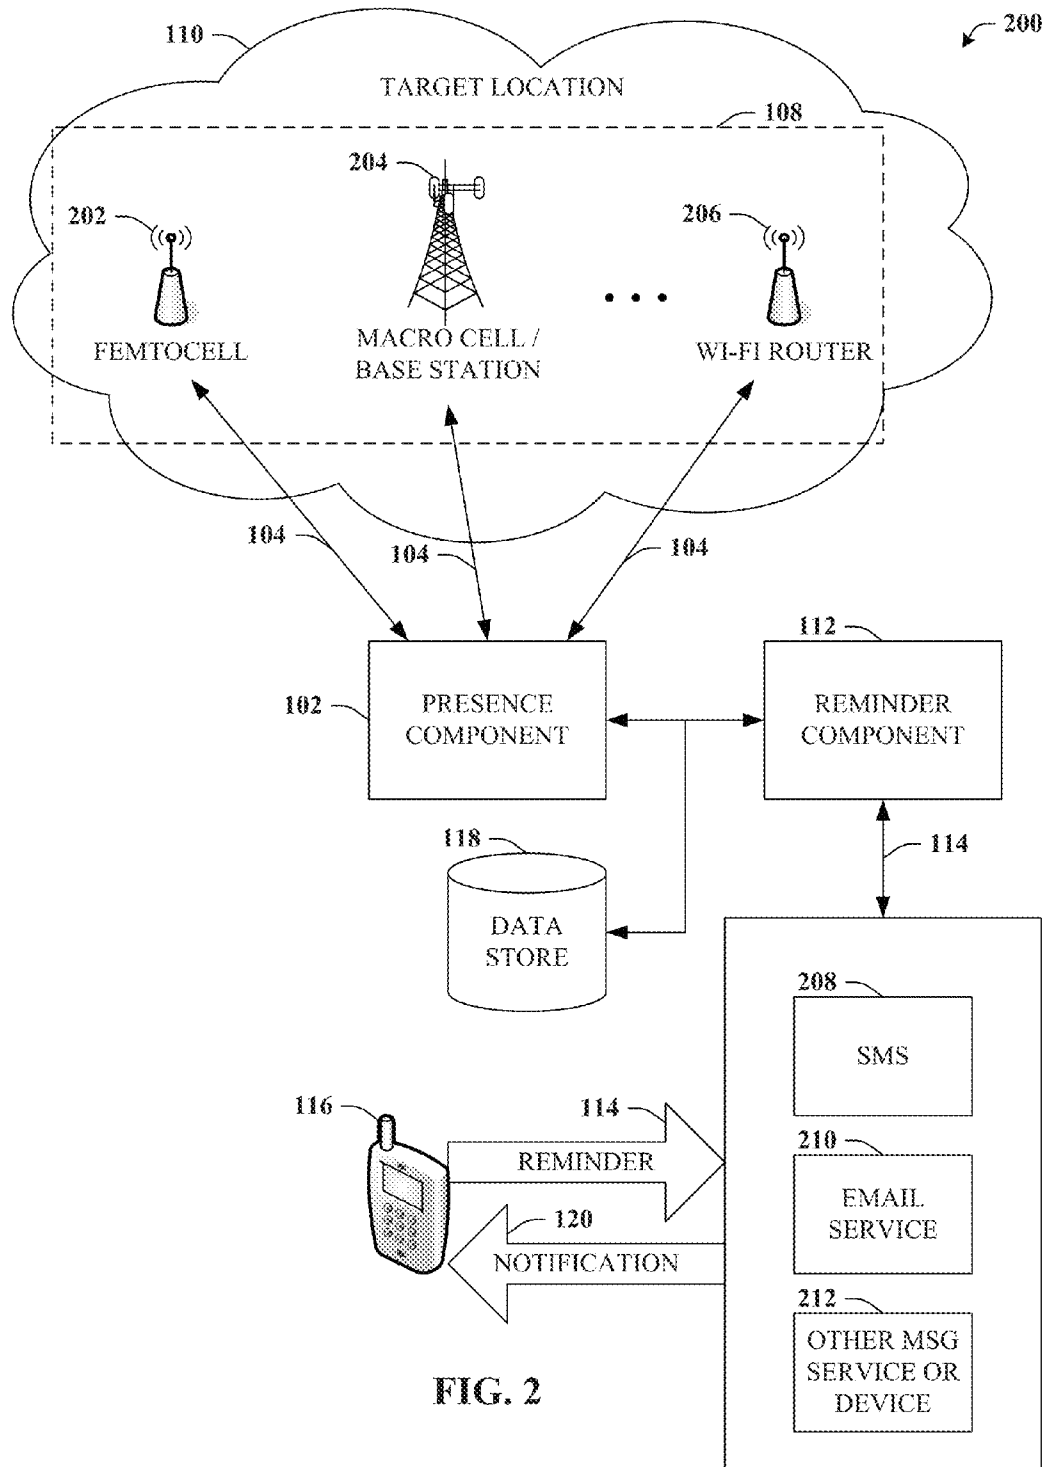 110
200
TARGET LOCATION
108
204
202
206
FEMTOCELL
MACRO CELL /
BASE STATION
WI-FI ROUTER
104
104
104
112
102
PRESENCE
COMPONENT
REMINDER
COMPONENT
118
114
DATA
STORE
208
SMS
116
114
REMINDER
210
EMAIL
SERVICE
120
NOTIFICATION
212
OTHER MSG
SERVICE OR
DEVICE
FIG. 2